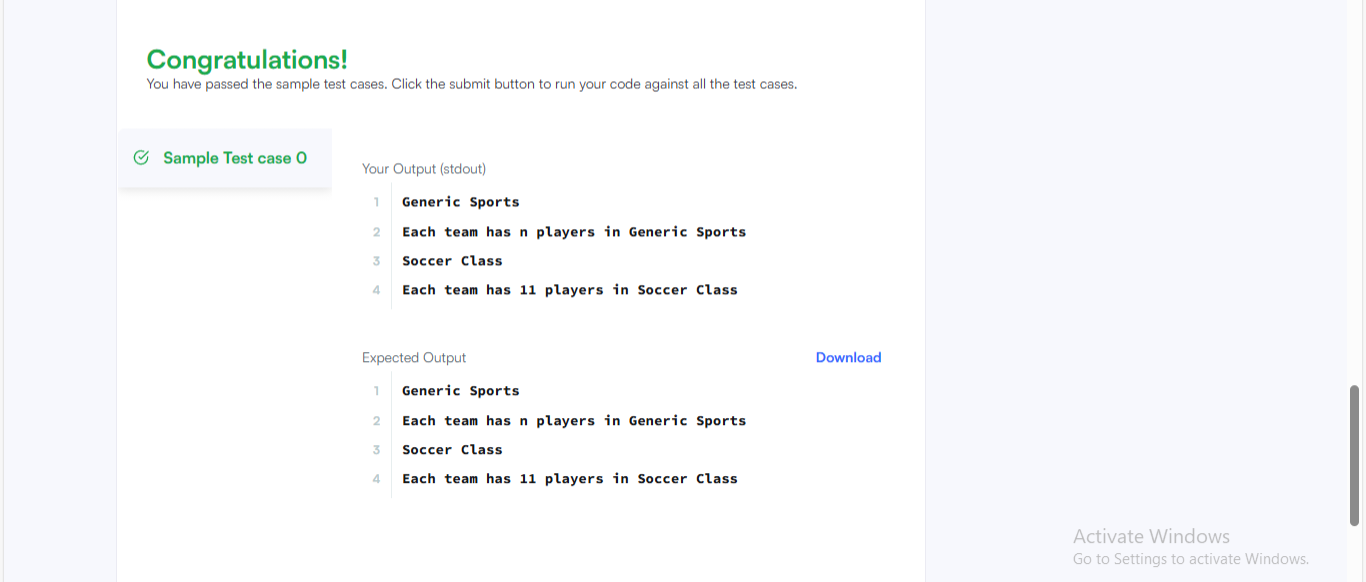 Congratulations!
You have passed the sample test cases. Click the submit button to run your code against all the test cases.
Sample Test case 0
Your Output (stdout)
1 Generic Sports
2 Each team has n players in Generic Sports
3 Soccer Class
4 Each team has 11 players in Soccer Class
Expected Output Download
1 Generic Sports
2 Each team has n players in Generic Sports
3 Soccer Class
4 Each team has 11 players in Soccer Class
Activate Windows
Go to Settings to activate Windows.